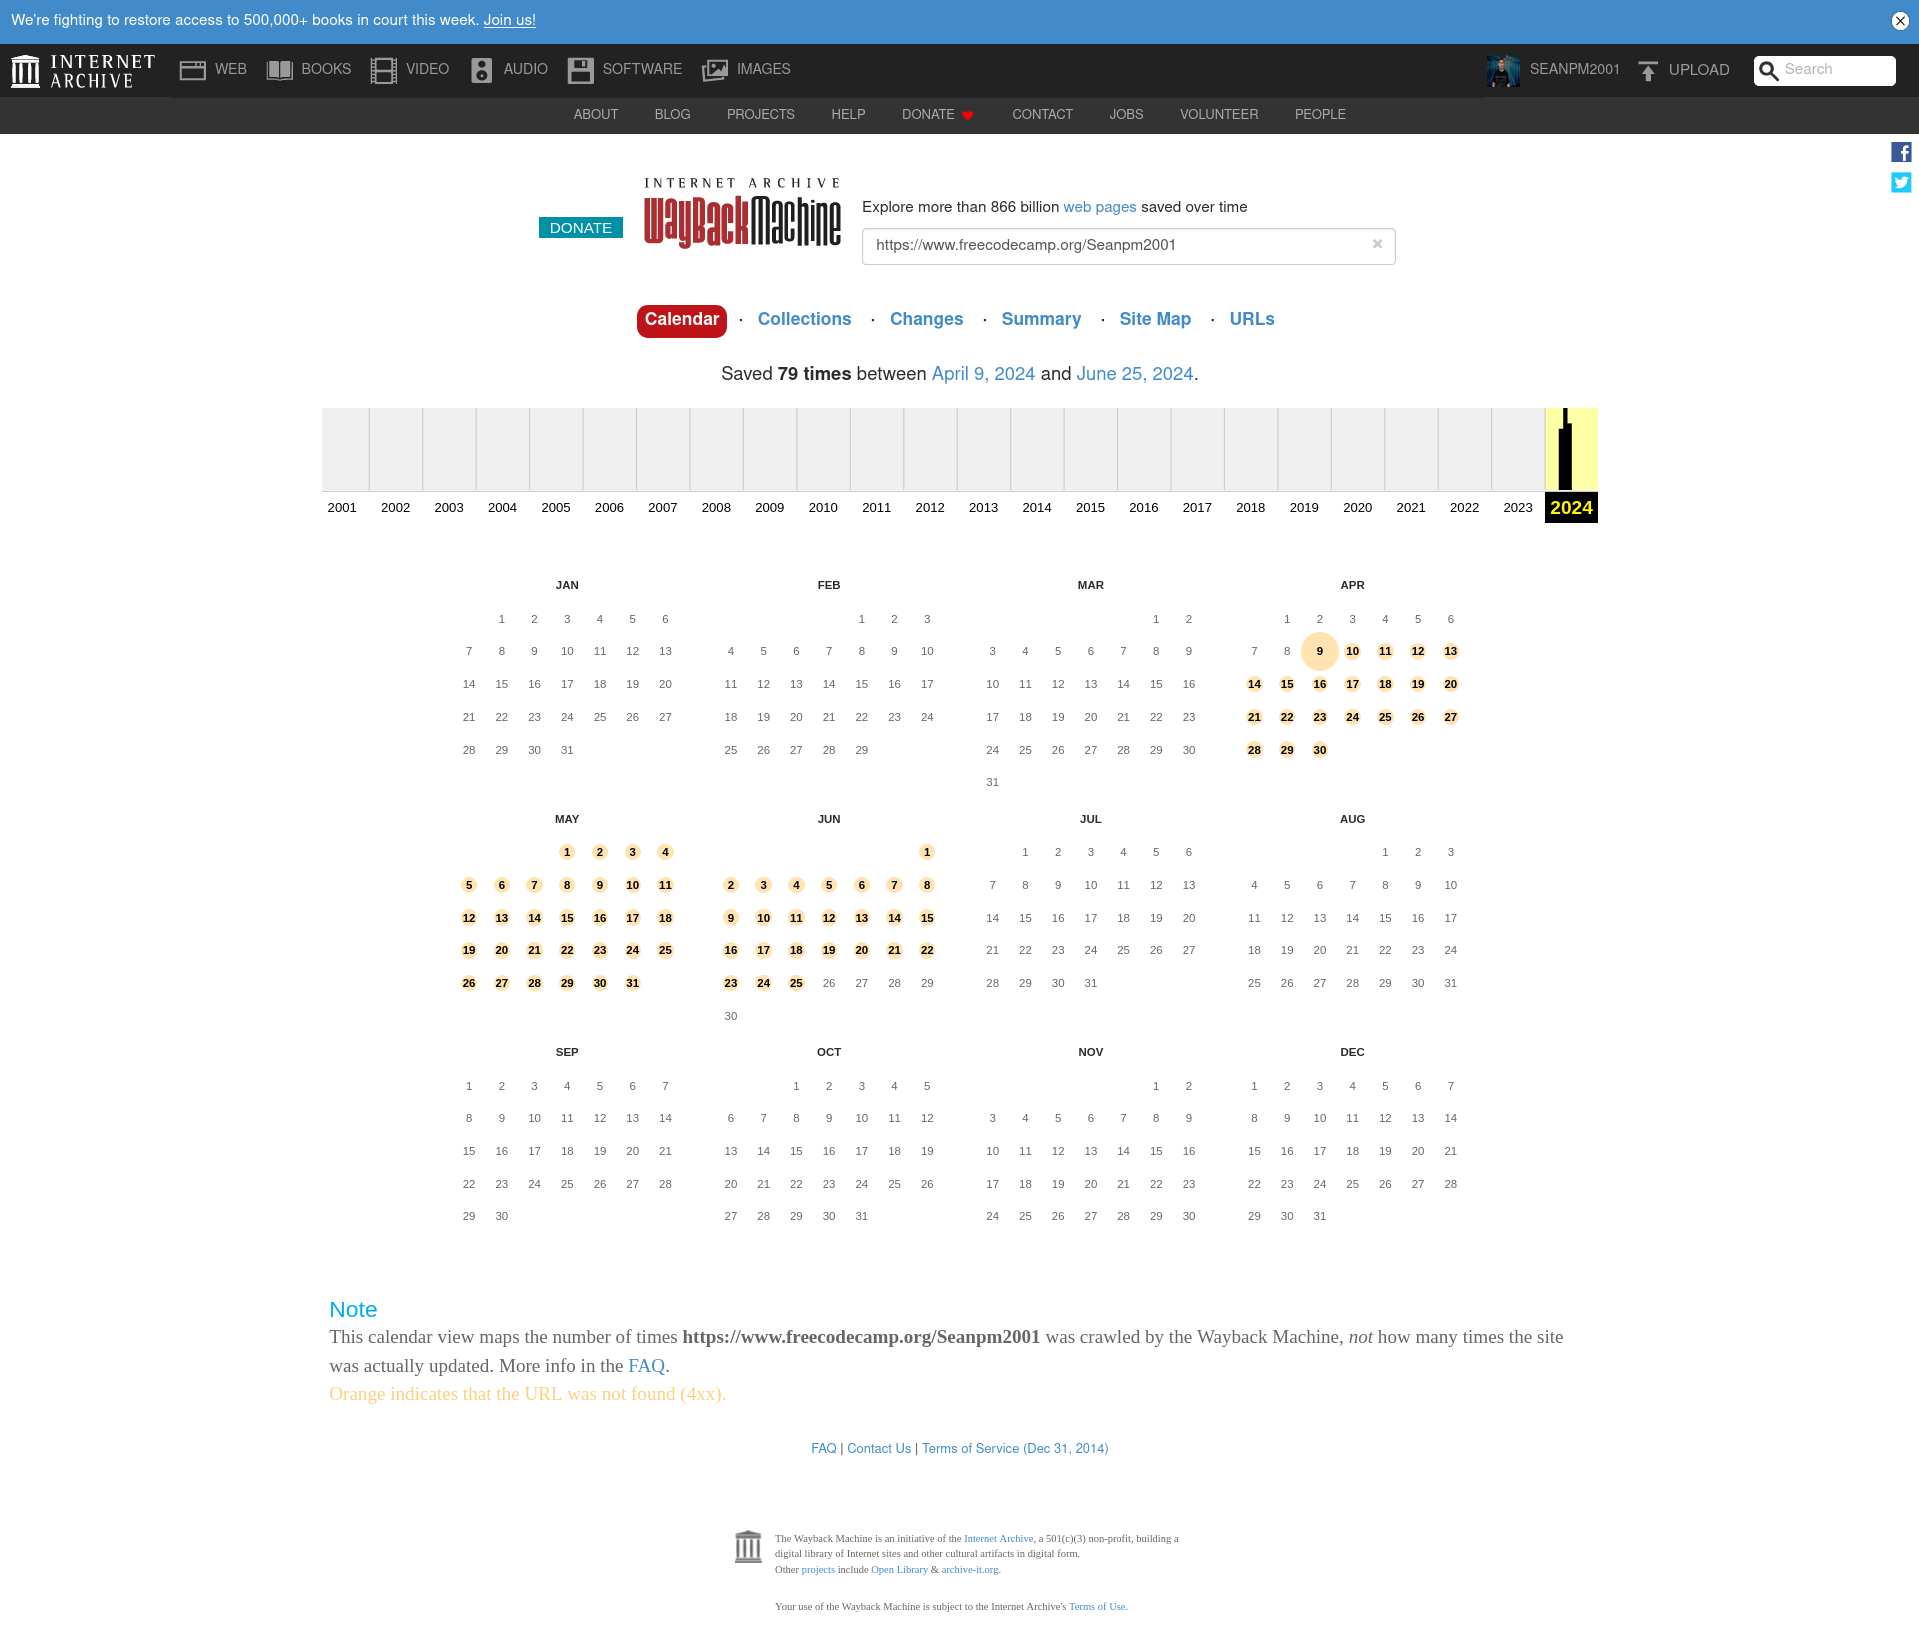 We're fighting to restore access to 500,000+ books in court this week. Join us!
INTERNET ARCHIVE WEB BOOKS VIDEO AUDIO SOFTWARE IMAGES SEANPM2001 UPLOAD Search
ABOUT BLOG PROJECTS HELP DONATE CONTACT JOBS VOLUNTEER PEOPLE
DONATE
INTERNET ARCHIVE
WayBackMachine
Explore more than 866 billion web pages saved over time
https://www.freecodecamp.org/Seanpm2001 ×
Calendar · Collections · Changes · Summary · Site Map · URLs
Saved 79 times between April 9, 2024 and June 25, 2024.
2001 2002 2003 2004 2005 2006 2007 2008 2009 2010 2011 2012 2013 2014 2015 2016 2017 2018 2019 2020 2021 2022 2023 2024
JAN FEB MAR APR
1 2 3 4 5 6 1 2 3 1 2 1 2 3 4 5 6
7 8 9 10 11 12 13 4 5 6 7 8 9 10 3 4 5 6 7 8 9 7 8 9 10 11 12 13
14 15 16 17 18 19 20 11 12 13 14 15 16 17 10 11 12 13 14 15 16 14 15 16 17 18 19 20
21 22 23 24 25 26 27 18 19 20 21 22 23 24 17 18 19 20 21 22 23 21 22 23 24 25 26 27
28 29 30 31 25 26 27 28 29 24 25 26 27 28 29 30 28 29 30
31
MAY JUN JUL AUG
1 2 3 4 1 1 2 3 4 5 6 1 2 3
5 6 7 8 9 10 11 2 3 4 5 6 7 8 7 8 9 10 11 12 13 4 5 6 7 8 9 10
12 13 14 15 16 17 18 9 10 11 12 13 14 15 14 15 16 17 18 19 20 11 12 13 14 15 16 17
19 20 21 22 23 24 25 16 17 18 19 20 21 22 21 22 23 24 25 26 27 18 19 20 21 22 23 24
26 27 28 29 30 31 23 24 25 26 27 28 29 28 29 30 31 25 26 27 28 29 30 31
30
SEP OCT NOV DEC
1 2 3 4 5 6 7 1 2 3 4 5 1 2 1 2 3 4 5 6 7
8 9 10 11 12 13 14 6 7 8 9 10 11 12 3 4 5 6 7 8 9 8 9 10 11 12 13 14
15 16 17 18 19 20 21 13 14 15 16 17 18 19 10 11 12 13 14 15 16 15 16 17 18 19 20 21
22 23 24 25 26 27 28 20 21 22 23 24 25 26 17 18 19 20 21 22 23 22 23 24 25 26 27 28
29 30 27 28 29 30 31 24 25 26 27 28 29 30 29 30 31
Note
This calendar view maps the number of times https://www.freecodecamp.org/Seanpm2001 was crawled by the Wayback Machine, not how many times the site
was actually updated. More info in the FAQ.
Orange indicates that the URL was not found (4xx).
FAQ | Contact Us | Terms of Service (Dec 31, 2014)
The Wayback Machine is an initiative of the Internet Archive, a 501(c)(3) non-profit, building a
digital library of Internet sites and other cultural artifacts in digital form.
Other projects include Open Library & archive-it.org.
Your use of the Wayback Machine is subject to the Internet Archive's Terms of Use.